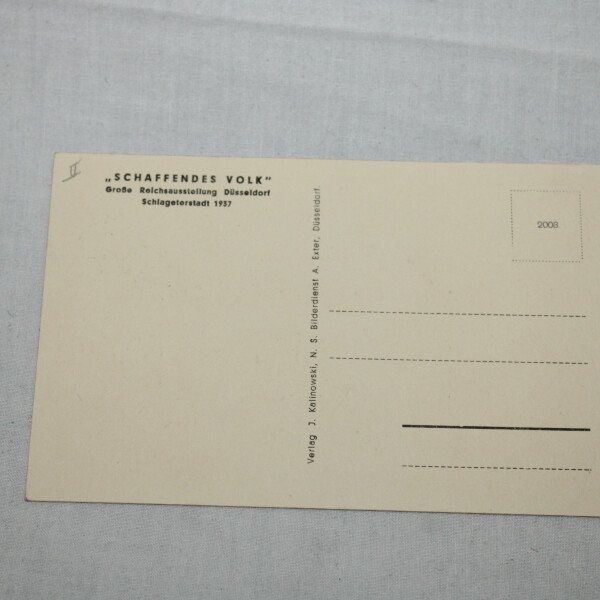 II
„SCHAFFENDES VOLK"
Große Reichsausstellung Düsseldorf
Schlageterstadt 1937
Verlag J. Kalinowski, N. S. Bilderdienst A. Exter, Düsseldorf.
2008